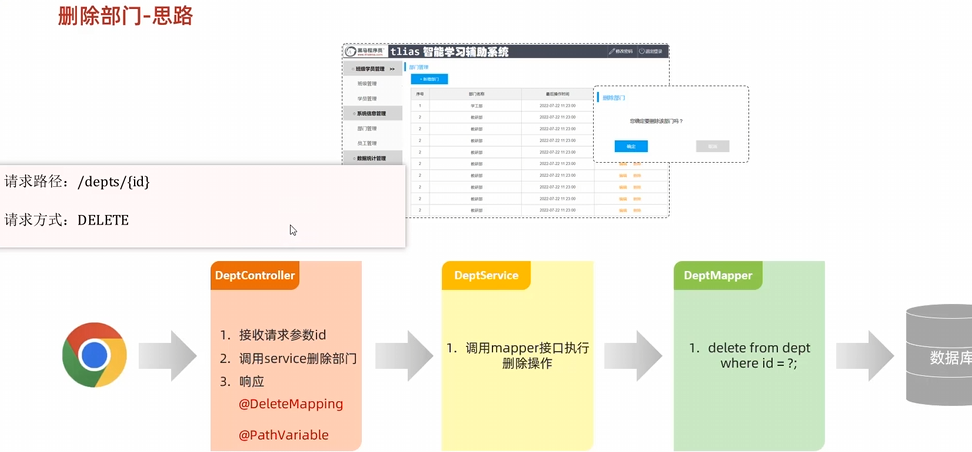 删除部门-思路
tlias 智能学习辅助系统
修改密码 退出登录
班级学员管理
班级管理
学员管理
系统信息管理
部门管理
员工管理
数据统计管理
部门管理
+ 新增部门
序号 部门名称 最后操作时间
1 学工部 2022-07-22 11:23:00
2 教研部 2022-07-22 11:23:00
2 教研部 2022-07-22 11:23:00
2 教研部 2022-07-22 11:23:00
2 教研部 2022-07-22 11:23:00
2 教研部 2022-07-22 11:23:00 编辑 删除
2 教研部 2022-07-22 11:23:00 编辑 删除
2 教研部 2022-07-22 11:23:00 编辑 删除
2 教研部 2022-07-22 11:23:00 编辑 删除
2 教研部 2022-07-22 11:23:00 编辑 删除
删除部门
您确定要删除该部门吗？
确定 取消
请求路径：/depts/{id}
请求方式：DELETE
DeptController
1. 接收请求参数id
2. 调用service删除部门
3. 响应
@DeleteMapping
@PathVariable
DeptService
1. 调用mapper接口执行
删除操作
DeptMapper
1. delete from dept
where id = ?;
数据库